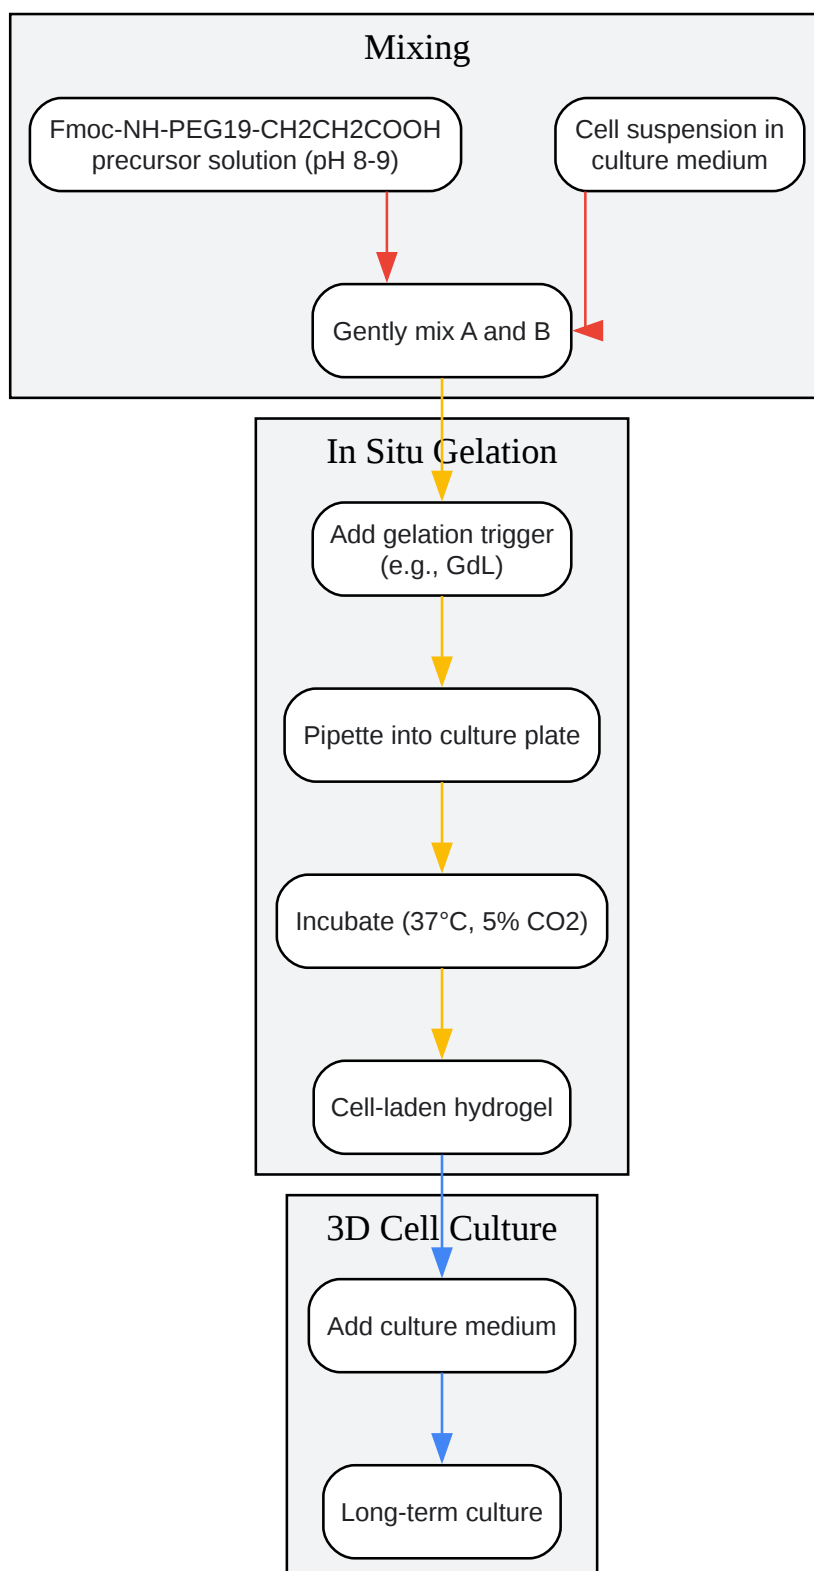 Mixing
Fmoc-NH-PEG19-CH2CH2COOH
precursor solution (pH 8-9)
Cell suspension in
culture medium
Gently mix A and B
In Situ Gelation
Add gelation trigger
(e.g., GdL)
Pipette into culture plate
Incubate (37°C, 5% CO2)
Cell-laden hydrogel
3D Cell Culture
Add culture medium
Long-term culture